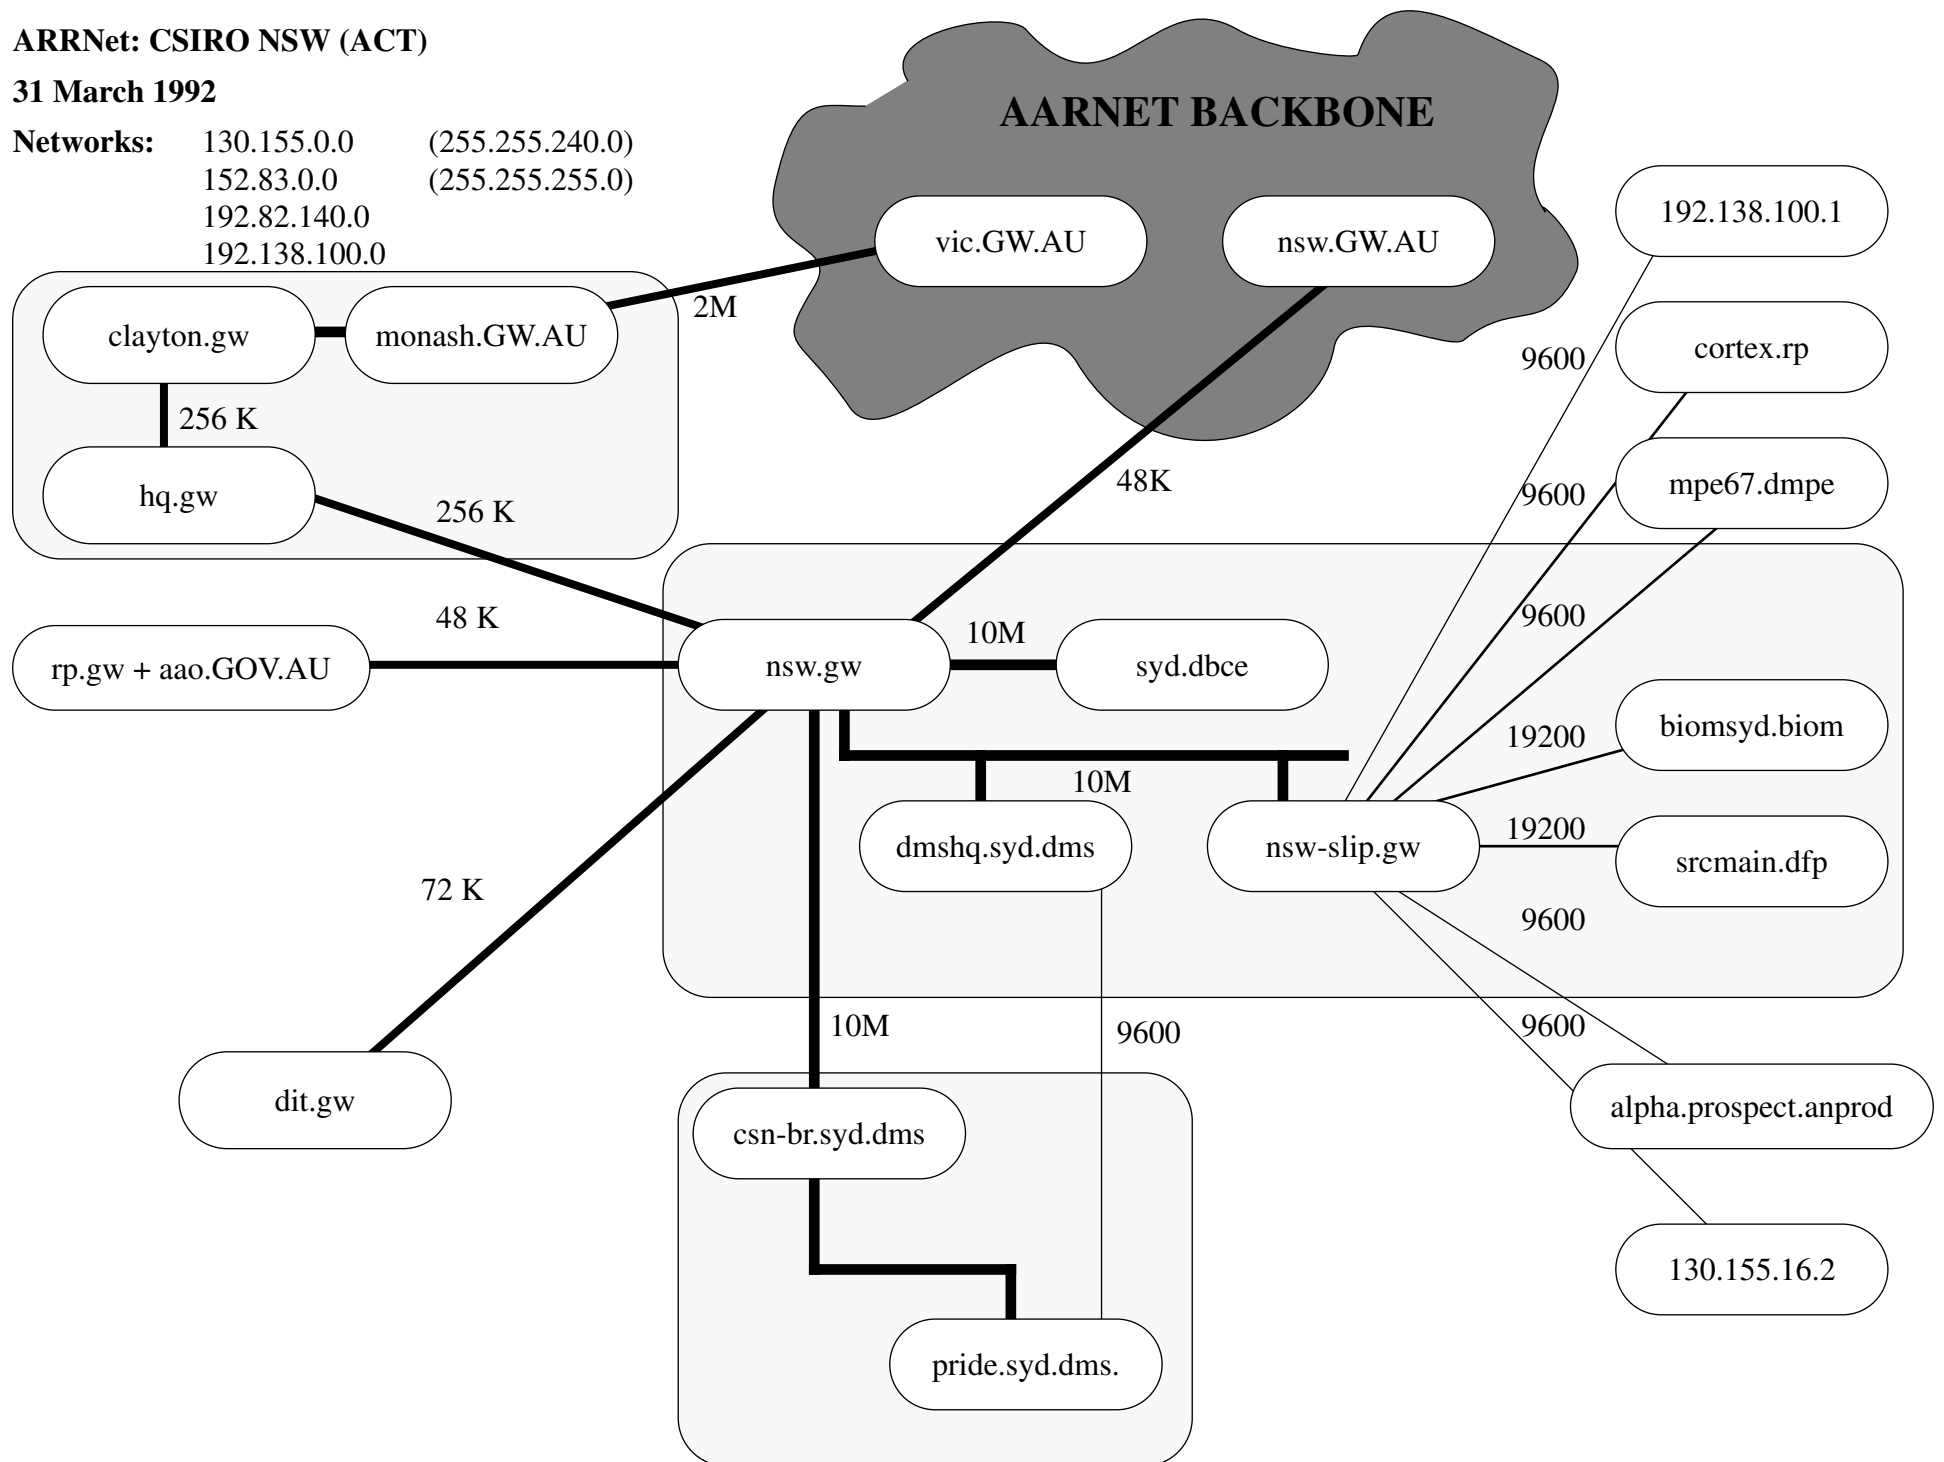 ARRNet: CSIRO NSW (ACT)
31 March 1992
Networks: 130.155.0.0 (255.255.240.0)
152.83.0.0 (255.255.255.0)
192.82.140.0
192.138.100.0
AARNET BACKBONE
vic.GW.AU
nsw.GW.AU
192.138.100.1
clayton.gw
monash.GW.AU
2M
9600
cortex.rp
256 K
hq.gw
256 K
48K
9600
mpe67.dmpe
48 K
rp.gw + aao.GOV.AU
nsw.gw
10M
syd.dbce
9600
19200
biomsyd.biom
10M
dmshq.syd.dms
nsw-slip.gw
19200
srcmain.dfp
72 K
9600
10M
9600
9600
dit.gw
csn-br.syd.dms
alpha.prospect.anprod
130.155.16.2
pride.syd.dms.